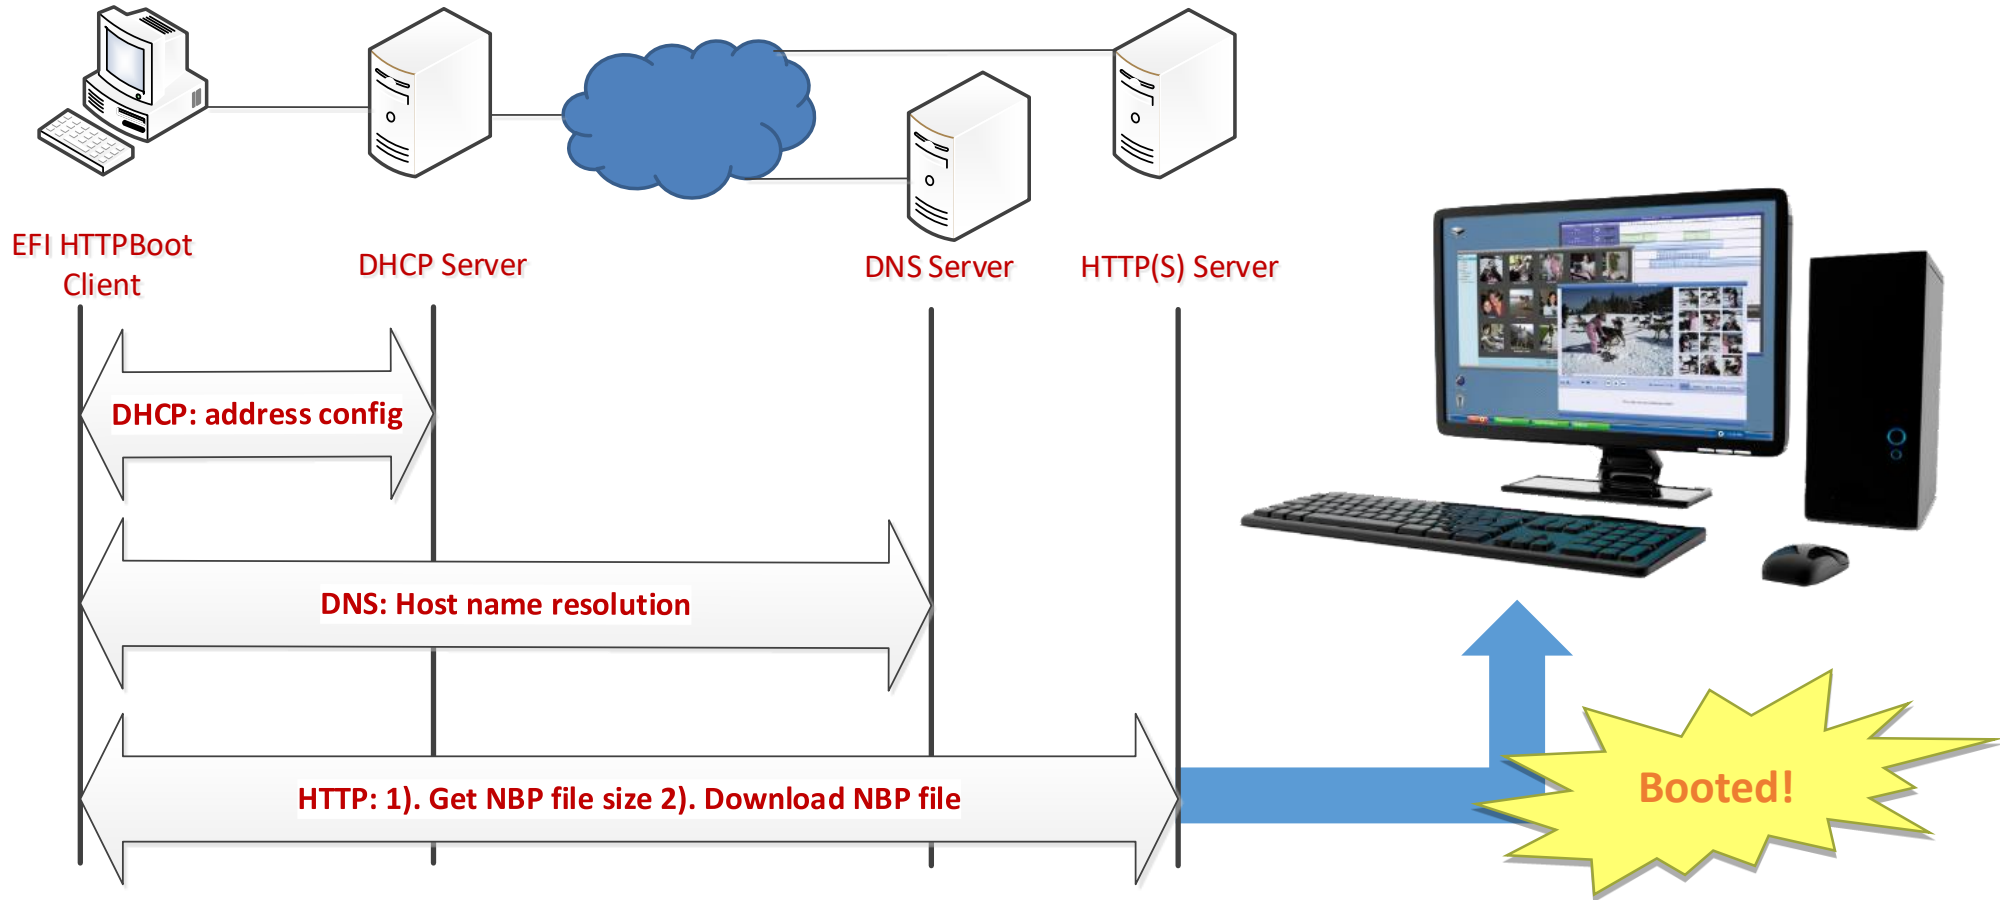 EFI HTTPBoot
Client
DHCP Server
DNS Server
HTTP(S) Server
DHCP: address config
DNS: Host name resolution
HTTP: 1). Get NBP file size 2). Download NBP file
Booted!